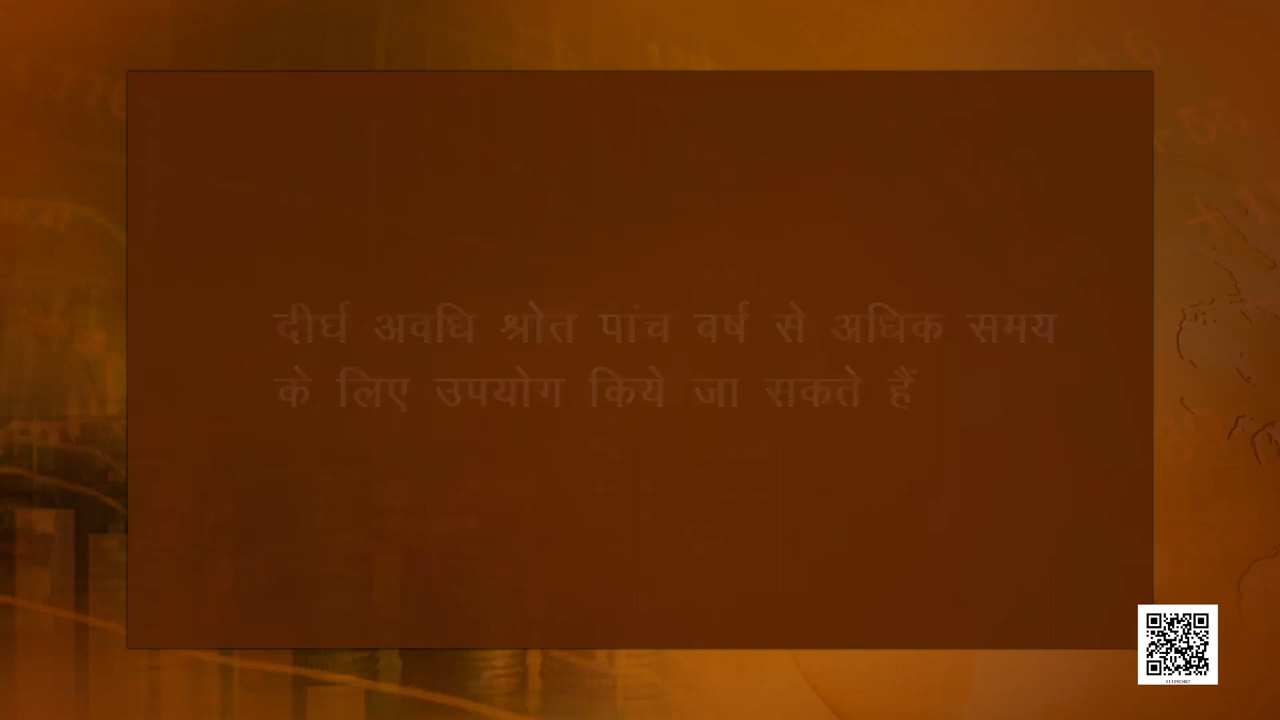 दीर्घ अवधि श्रोत पांच वर्ष से अधिक समय
के लिए उपयोग किये जा सकते हैं